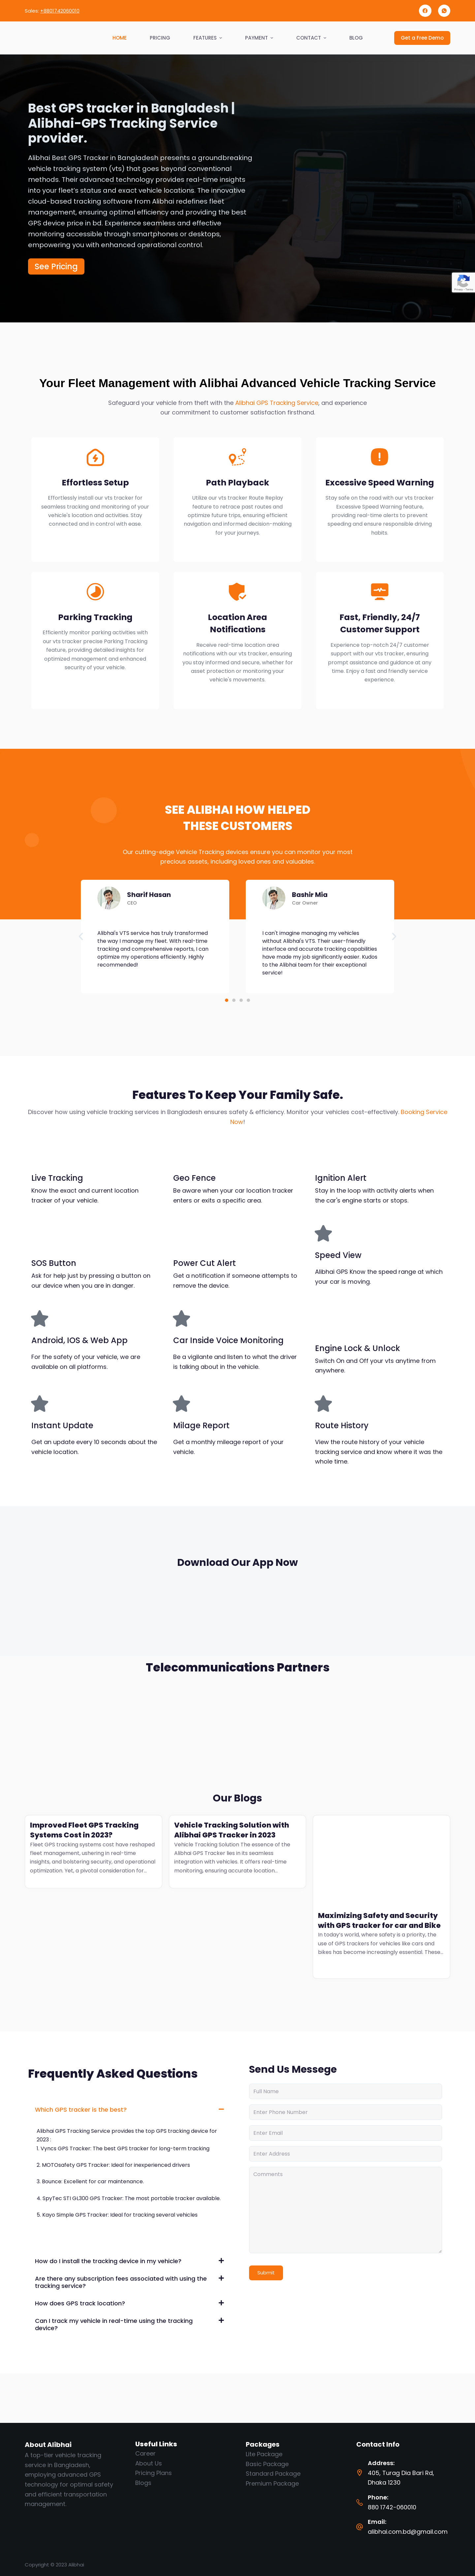 Sales: +8801742060010
HOME
PRICING
FEATURES
PAYMENT
CONTACT
BLOG
Get a Free Demo
Best GPS tracker in Bangladesh |
Alibhai-GPS Tracking Service
provider.
Alibhai Best GPS Tracker in Bangladesh presents a groundbreaking
vehicle tracking system (vts) that goes beyond conventional
methods. Their advanced technology provides real-time insights
into your fleet's status and exact vehicle locations. The innovative
cloud-based tracking software from Alibhai redefines fleet
management, ensuring optimal efficiency and providing the best
GPS device price in bd. Experience seamless and effective
monitoring accessible through smartphones or desktops,
empowering you with enhanced operational control.
See Pricing
Your Fleet Management with Alibhai Advanced Vehicle Tracking Service
Safeguard your vehicle from theft with the Alibhai GPS Tracking Service, and experience
our commitment to customer satisfaction firsthand.
Effortless Setup
Effortlessly install our vts tracker for
seamless tracking and monitoring of your
vehicle's location and activities. Stay
connected and in control with ease.
Path Playback
Utilize our vts tracker Route Replay
feature to retrace past routes and
optimize future trips, ensuring efficient
navigation and informed decision-making
for your journeys.
Excessive Speed Warning
Stay safe on the road with our vts tracker
Excessive Speed Warning feature,
providing real-time alerts to prevent
speeding and ensure responsible driving
habits.
Parking Tracking
Efficiently monitor parking activities with
our vts tracker precise Parking Tracking
feature, providing detailed insights for
optimized management and enhanced
security of your vehicle.
Location Area
Notifications
Receive real-time location area
notifications with our vts tracker, ensuring
you stay informed and secure, whether for
asset protection or monitoring your
vehicle's movements.
Fast, Friendly, 24/7
Customer Support
Experience top-notch 24/7 customer
support with our vts tracker, ensuring
prompt assistance and guidance at any
time. Enjoy a fast and friendly service
experience.
SEE ALIBHAI HOW HELPED
THESE CUSTOMERS
Our cutting-edge Vehicle Tracking devices ensure you can monitor your most
precious assets, including loved ones and valuables.
Sharif Hasan
CEO
Alibhai's VTS service has truly transformed
the way I manage my fleet. With real-time
tracking and comprehensive reports, I can
optimize my operations efficiently. Highly
recommended!
Bashir Mia
Car Owner
I can't imagine managing my vehicles
without Alibhai's VTS. Their user-friendly
interface and accurate tracking capabilities
have made my job significantly easier. Kudos
to the Alibhai team for their exceptional
service!
Features To Keep Your Family Safe.
Discover how using vehicle tracking services in Bangladesh ensures safety & efficiency. Monitor your vehicles cost-effectively. Booking Service
Now!
Live Tracking
Know the exact and current location
tracker of your vehicle.
Geo Fence
Be aware when your car location tracker
enters or exits a specific area.
Ignition Alert
Stay in the loop with activity alerts when
the car's engine starts or stops.
SOS Button
Ask for help just by pressing a button on
our device when you are in danger.
Power Cut Alert
Get a notification if someone attempts to
remove the device.
Speed View
Alibhai GPS Know the speed range at which
your car is moving.
Android, IOS & Web App
For the safety of your vehicle, we are
available on all platforms.
Car Inside Voice Monitoring
Be a vigilante and listen to what the driver
is talking about in the vehicle.
Engine Lock & Unlock
Switch On and Off your vts anytime from
anywhere.
Instant Update
Get an update every 10 seconds about the
vehicle location.
Milage Report
Get a monthly mileage report of your
vehicle.
Route History
View the route history of your vehicle
tracking service and know where it was the
whole time.
Download Our App Now
Telecommunications Partners
Our Blogs
Improved Fleet GPS Tracking
Systems Cost in 2023?
Fleet GPS tracking systems cost have reshaped
fleet management, ushering in real-time
insights, and bolstering security, and operational
optimization. Yet, a pivotal consideration for...
Vehicle Tracking Solution with
Alibhai GPS Tracker in 2023
Vehicle Tracking Solution The essence of the
Alibhai GPS Tracker lies in its seamless
integration with vehicles. It offers real-time
monitoring, ensuring accurate location...
Maximizing Safety and Security
with GPS tracker for car and Bike
In today's world, where safety is a priority, the
use of GPS trackers for vehicles like cars and
bikes has become increasingly essential. These...
Frequently Asked Questions
Which GPS tracker is the best?
Alibhai GPS Tracking Service provides the top GPS tracking device for
2023 :
1. Vyncs GPS Tracker: The best GPS tracker for long-term tracking
2. MOTOsafety GPS Tracker: Ideal for inexperienced drivers
3. Bouncie: Excellent for car maintenance.
4. SpyTec STI GL300 GPS Tracker: The most portable tracker available.
5. Kayo Simple GPS Tracker: Ideal for tracking several vehicles
How do I install the tracking device in my vehicle?
Are there any subscription fees associated with using the
tracking service?
How does GPS track location?
Can I track my vehicle in real-time using the tracking
device?
Send Us Messege
Full Name
Enter Phone Number
Enter Email
Enter Address
Comments
Submit
About Alibhai
A top-tier vehicle tracking
service in Bangladesh,
employing advanced GPS
technology for optimal safety
and efficient transportation
management.
Useful Links
Career
About Us
Pricing Plans
Blogs
Packages
Lite Package
Basic Package
Standard Package
Premium Package
Contact Info
Address:
405, Turag Dia Bari Rd,
Dhaka 1230
Phone:
880 1742-060010
Email:
alibhai.com.bd@gmail.com
Copyright © 2023 Alibhai